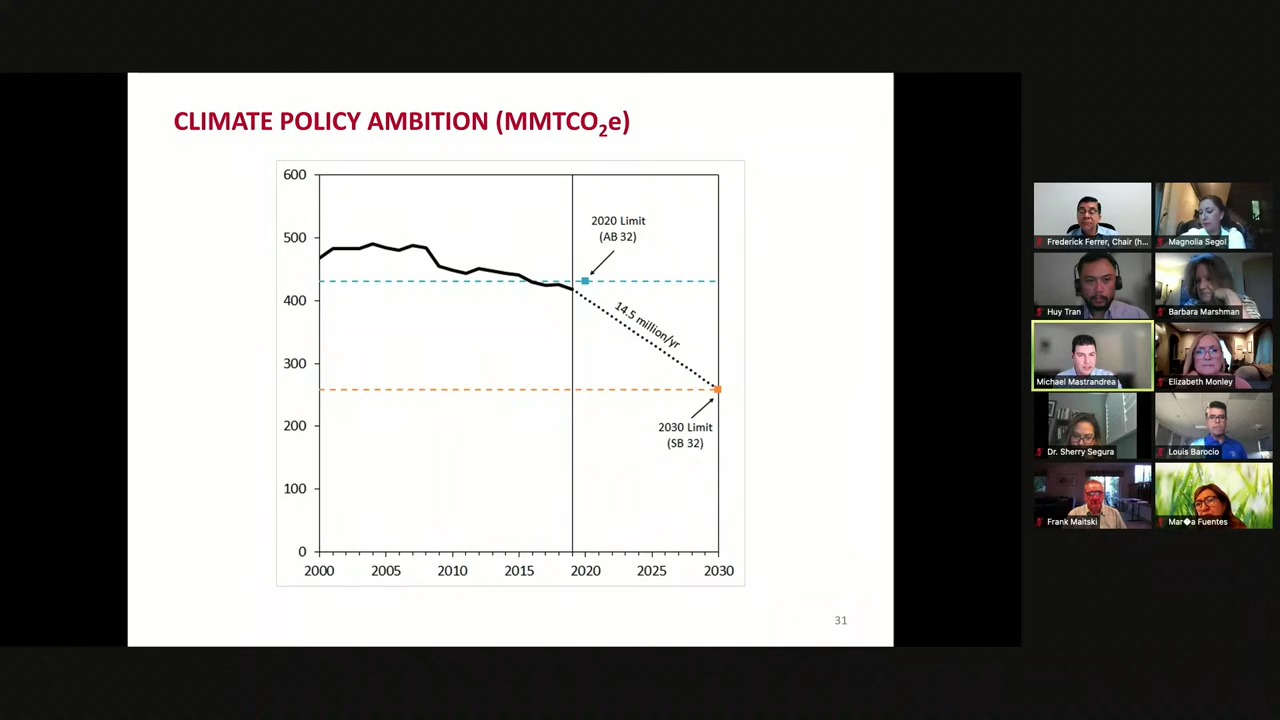 CLIMATE POLICY AMBITION (MMTCO₂e)
600
500
400
300
200
100
0
2000
2005
2010
2015
2020
2025
2030
2020 Limit
(AB 32)
14.5 million/yr
2030 Limit
(SB 32)
31
Frederick Ferrer, Chair (h...
Magnolia Segol
Huy Tran
Barbara Marshman
Michael Mastrandrea
Elizabeth Monley
Dr. Sherry Segura
Louis Barocio
Frank Maitski
Mar�a Fuentes